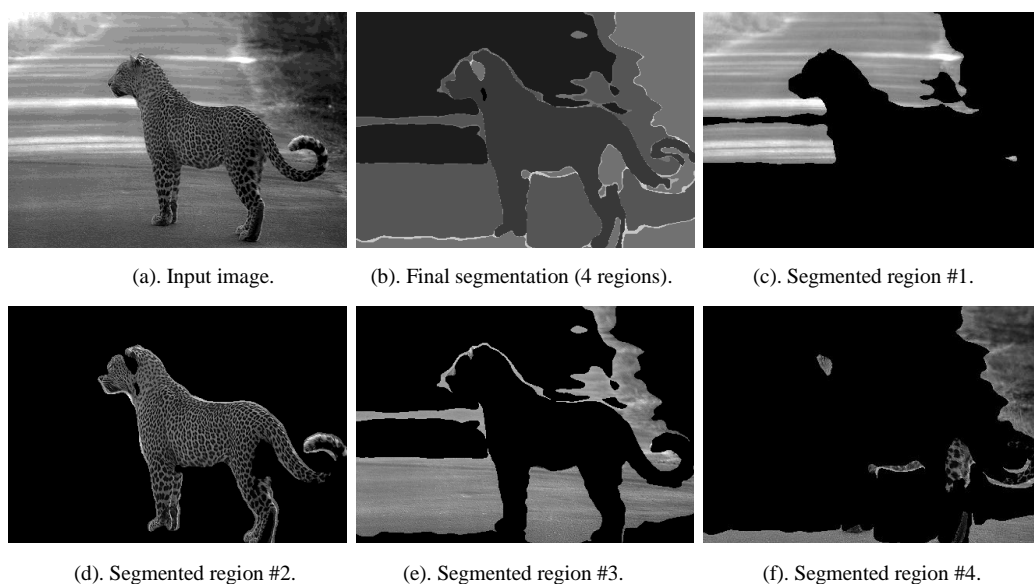 (a). Input image.
(b). Final segmentation (4 regions).
(c). Segmented region #1.
(d). Segmented region #2.
(e). Segmented region #3.
(f). Segmented region #4.